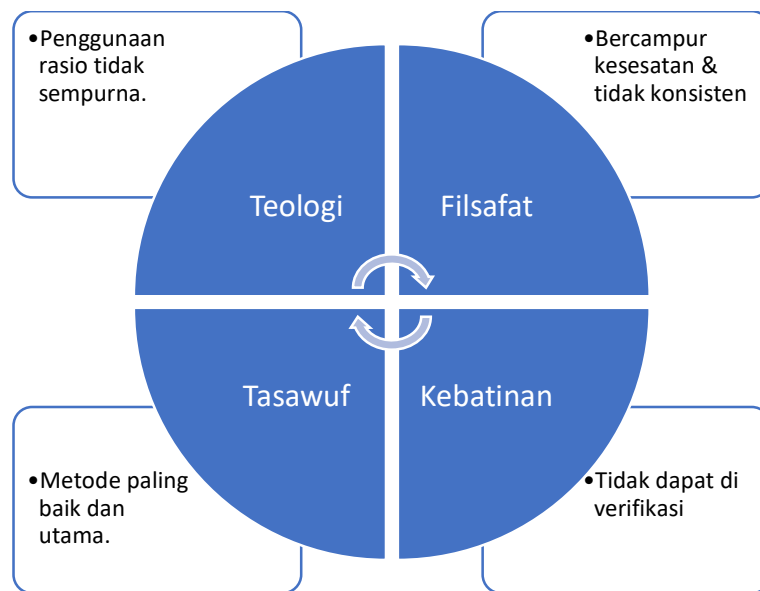 •Penggunaan
rasio tidak
sempurna.
•Bercampur
kesesatan &
tidak konsisten
Teologi
Filsafat
Tasawuf
Kebatinan
•Metode paling
baik dan
utama.
•Tidak dapat di
verifikasi